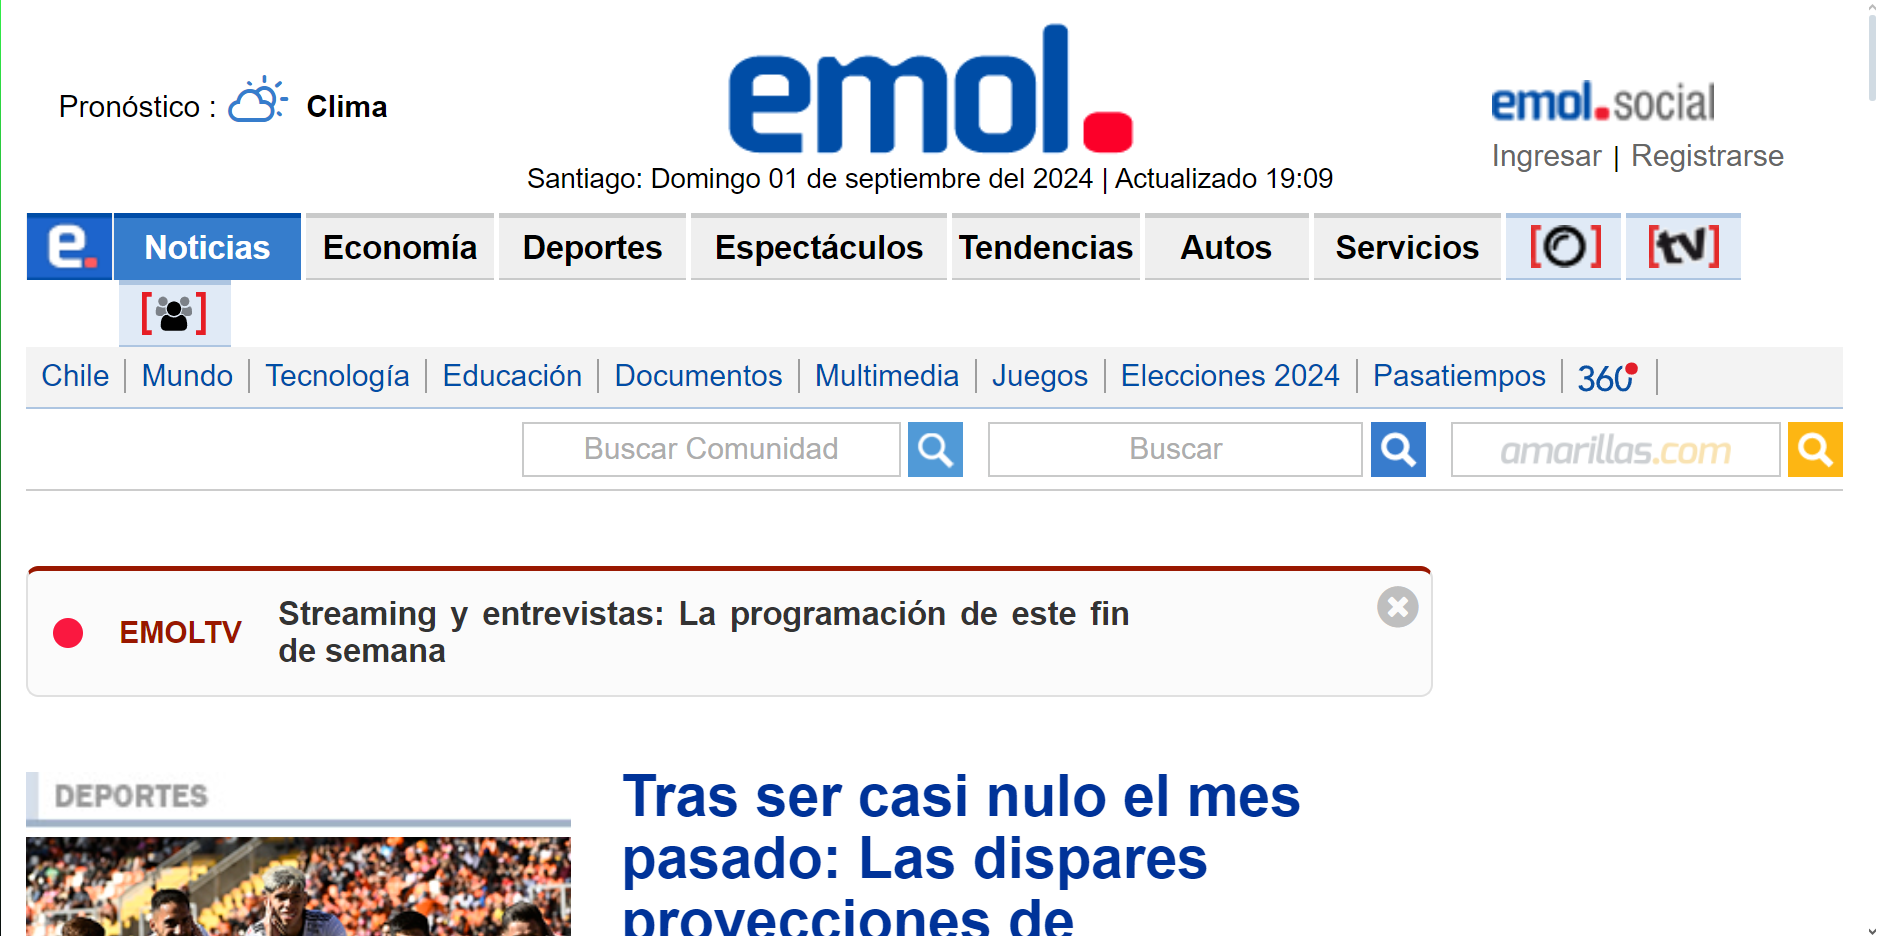 emol.
Pronóstico : Clima
emol.social
Ingresar | Registrarse
Santiago: Domingo 01 de septiembre del 2024 | Actualizado 19:09
e. Noticias Economía Deportes Espectáculos Tendencias Autos Servicios [tv]
Chile | Mundo | Tecnología | Educación | Documentos | Multimedia | Juegos | Elecciones 2024 | Pasatiempos | 360 |
Buscar Comunidad Buscar amarillas.com
EMOLTV
Streaming y entrevistas: La programación de este fin
de semana
DEPORTES
Tras ser casi nulo el mes
pasado: Las dispares
proyecciones de